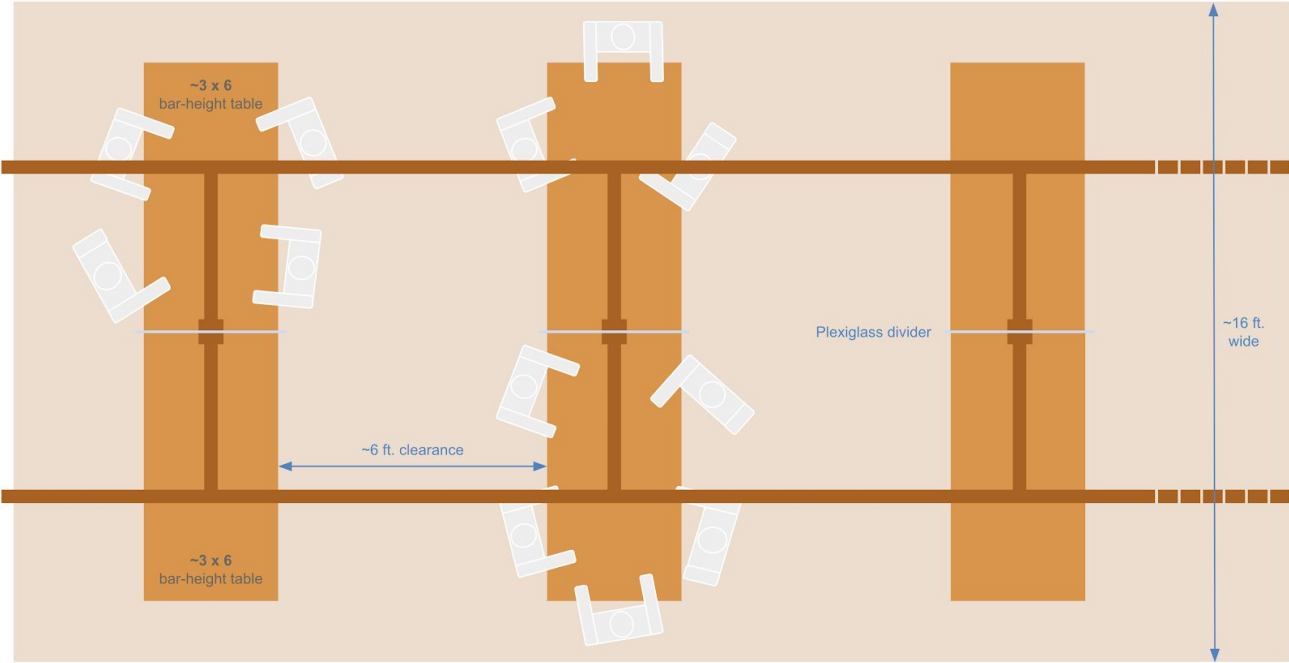 ~3 x 6
bar-height table
Plexiglass divider
~16 ft.
wide
~6 ft. clearance
~3 x 6
bar-height table